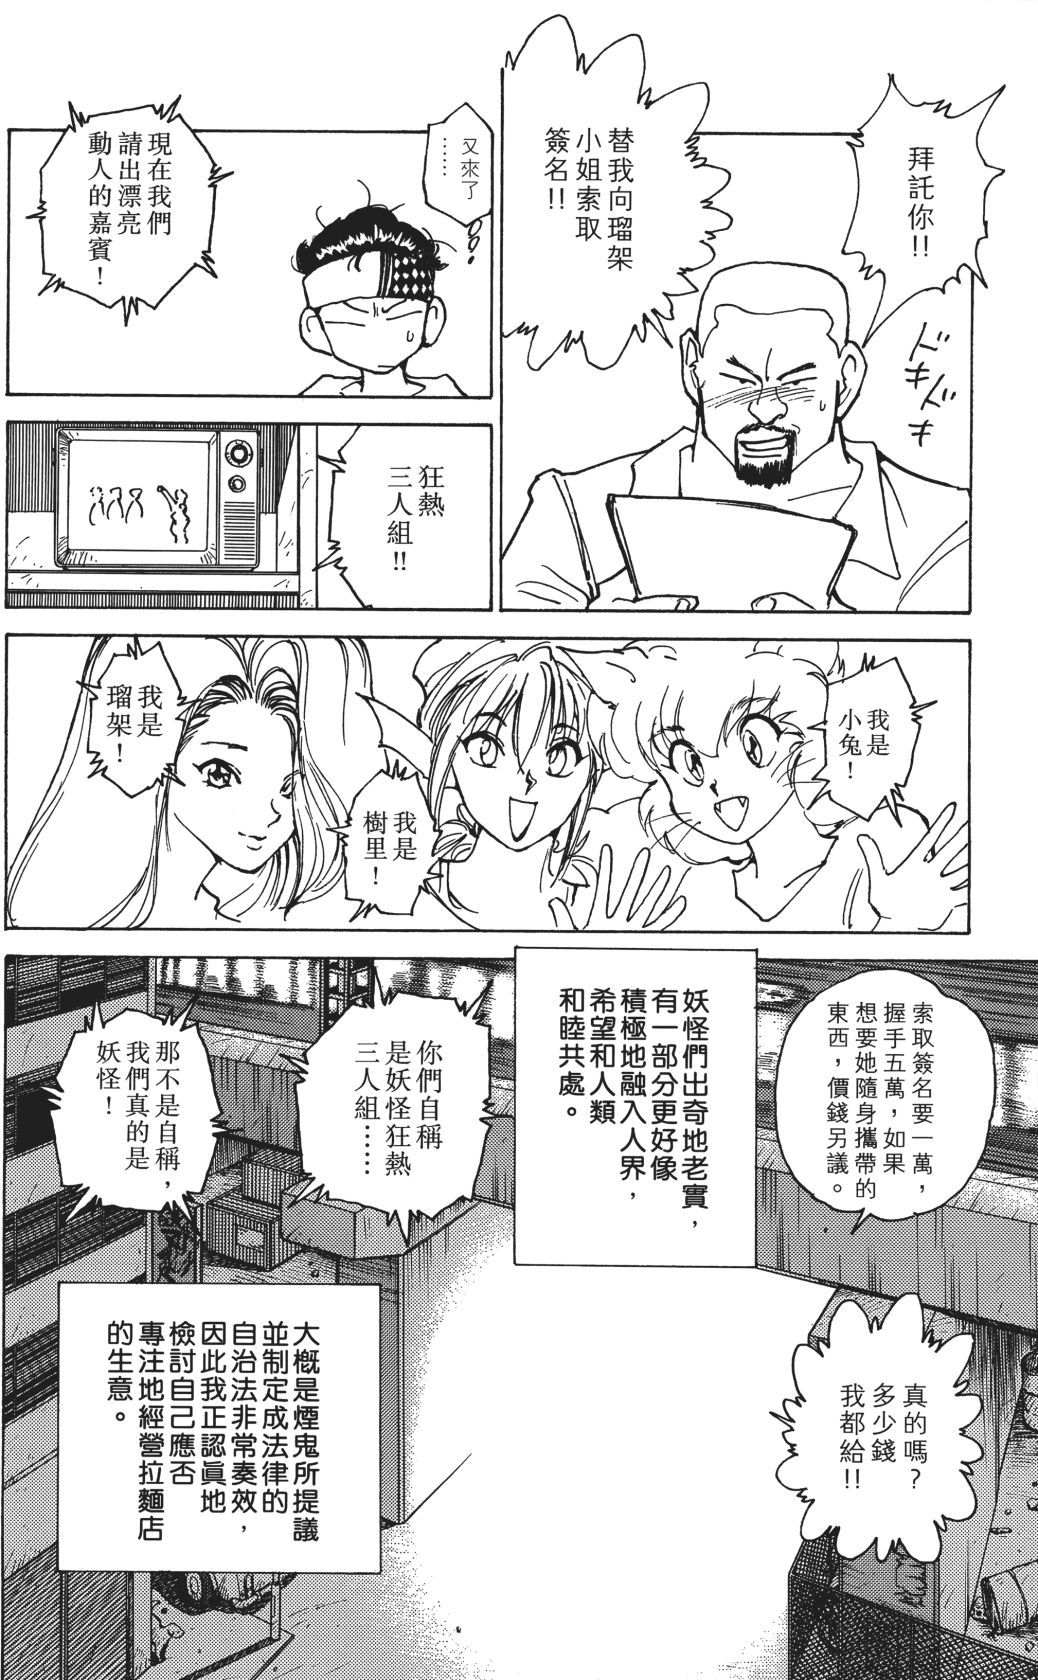 拜託你!!
替我向瑠架
小姐索取
簽名!!
ドキドキ
又來了
……
現在我們
請出漂亮
動人的嘉賓！
狂熱
三人組!!
我是
小兔！
我是
樹里！
我是
瑠架！
索取簽名要一萬，
握手五萬，如果
想要她隨身攜帶的
東西，價錢另議。
妖怪們出奇地老實，
有一部分更好像
積極地融入人界，
希望和人類
和睦共處。
你們自稱
是妖怪狂熱
三人組……
那不是自稱，
我們真的是
妖怪！
真的嗎？
多少錢
我都給!!
大概是煙鬼所提議
並制定成法律的
自治法非常奏效，
因此我正認真地
檢討自己應否
專注地經營拉麵店
的生意。